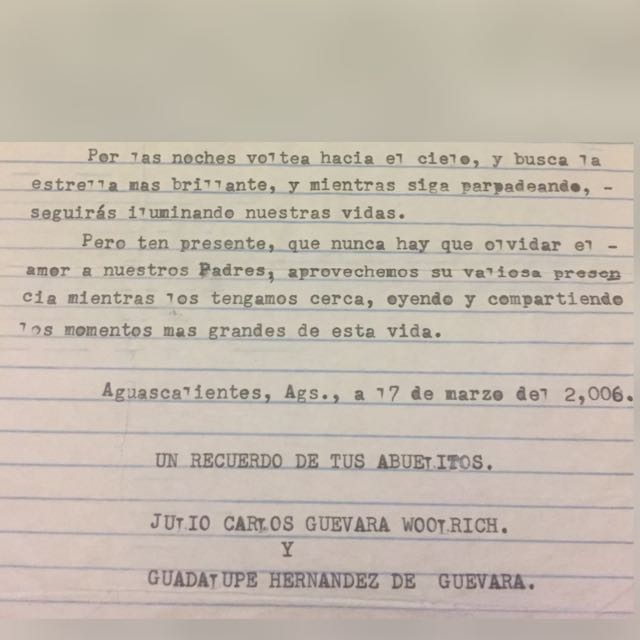 Por las noches voltea hacia el cielo, y busca la
estrella mas brillante, y mientras siga parpadeando, -
seguirás iluminando nuestras vidas.
Pero ten presente, que nunca hay que olvidar el -
amor a nuestros Padres, aprovechemos su valiosa presen
cia mientras los tengamos cerca, oyendo y compartiendo
los momentos mas grandes de esta vida.
Aguascalientes, Ags., a 17 de marzo del 2,006.
UN RECUERDO DE TUS ABUELITOS.
JULIO CARLOS GUEVARA WOOLRICH.
Y
GUADALUPE HERNANDEZ DE GUEVARA.